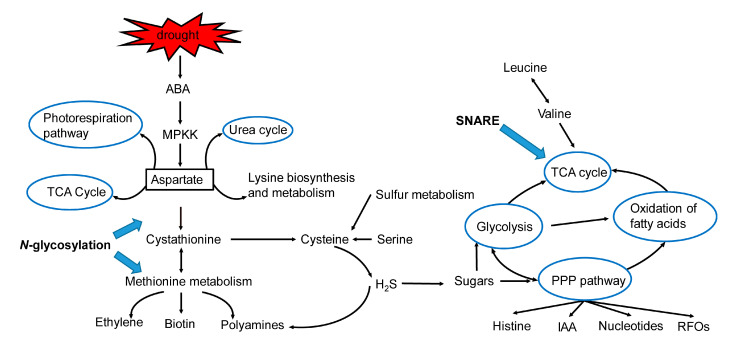 drought
ABA
MPKK
Photorespiration
pathway
Urea cycle
Aspartate
TCA Cycle
Lysine biosynthesis
and metabolism
N-glycosylation
Cystathionine
Cysteine
Sulfur metabolism
Serine
Methionine metabolism
Ethylene
Biotin
Polyamines
H2S
Sugars
Leucine
Valine
SNARE
TCA cycle
Glycolysis
Oxidation of
fatty acids
PPP pathway
Histine
IAA
Nucleotides
RFOs